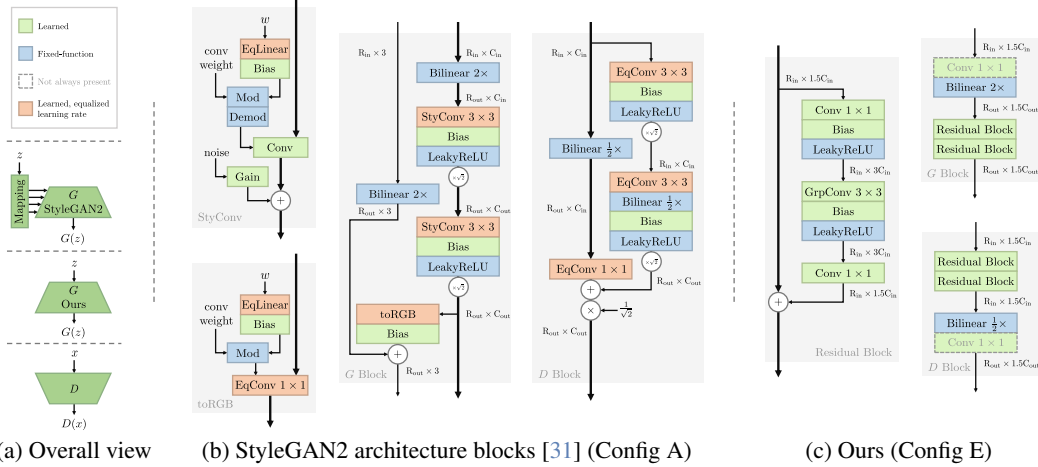 Learned
Fixed-function
Not always present
Learned, equalized
learning rate
z
Mapping
G
StyleGAN2
G(z)
z
G
Ours
G(z)
x
D
D(x)
w
EqLinear
Bias
conv
weight
Mod
Demod
Conv
noise
Gain
+
StyConv
w
EqLinear
Bias
conv
weight
Mod
EqConv 1 × 1
toRGB
R_in × 3
R_in × C_in
Bilinear 2×
R_out × C_in
StyConv 3 × 3
Bias
LeakyReLU
×√2
Bilinear 2×
R_out × 3
R_out × C_out
StyConv 3 × 3
Bias
LeakyReLU
×√2
toRGB
Bias
R_out × C_out
+
G Block
R_out × 3
R_in × C_in
EqConv 3 × 3
Bias
LeakyReLU
×√2
Bilinear ½×
R_in × C_in
EqConv 3 × 3
Bilinear ½×
Bias
LeakyReLU
×√2
R_out × C_in
EqConv 1 × 1
R_out × C_out
+
×
1/√2
R_out × C_out
D Block
R_in × 1.5C_in
Conv 1 × 1
Bias
LeakyReLU
R_in × 3C_in
GrpConv 3 × 3
Bias
LeakyReLU
R_in × 3C_in
Conv 1 × 1
R_in × 1.5C_in
+
Residual Block
R_in × 1.5C_in
Conv 1 × 1
Bilinear 2×
R_out × 1.5C_out
Residual Block
Residual Block
G Block
R_out × 1.5C_out
R_in × 1.5C_in
Residual Block
Residual Block
R_in × 1.5C_in
Bilinear ½×
Conv 1 × 1
D Block
R_out × 1.5C_out
a) Overall view
(b) StyleGAN2 architecture blocks [31] (Config A)
(c) Ours (Config E)